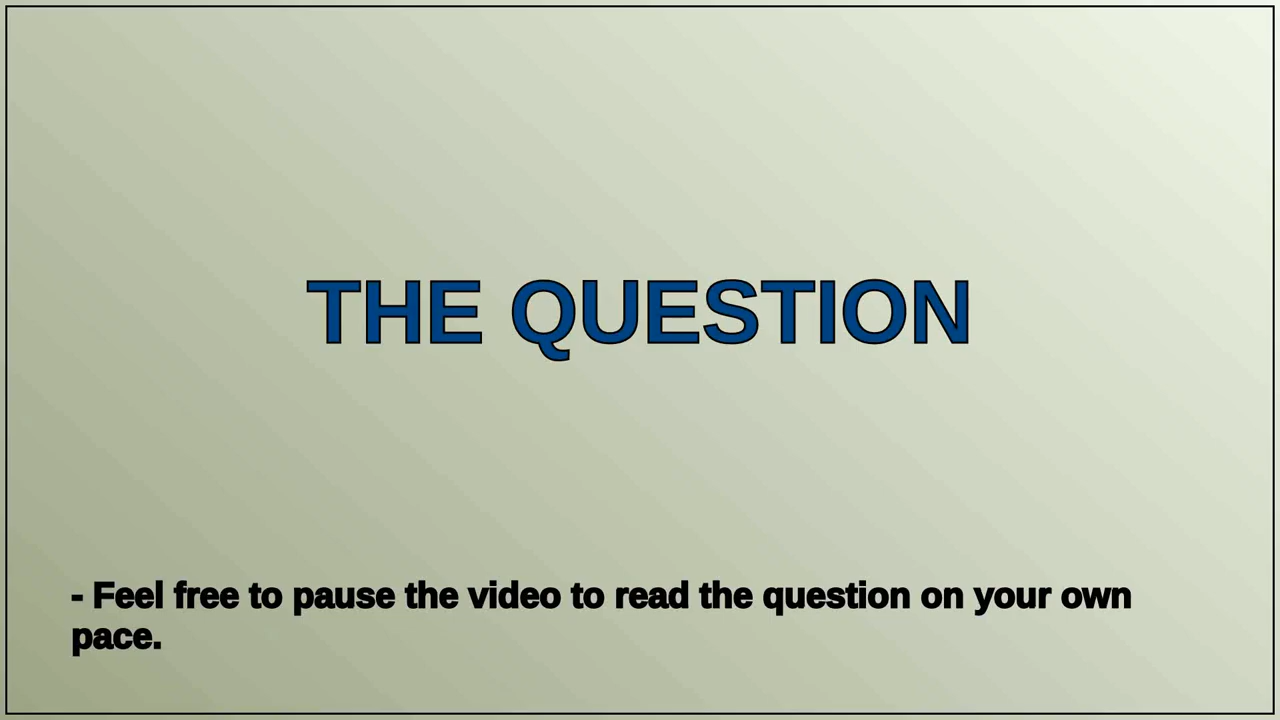 THE QUESTION
- Feel free to pause the video to read the question on your own
pace.